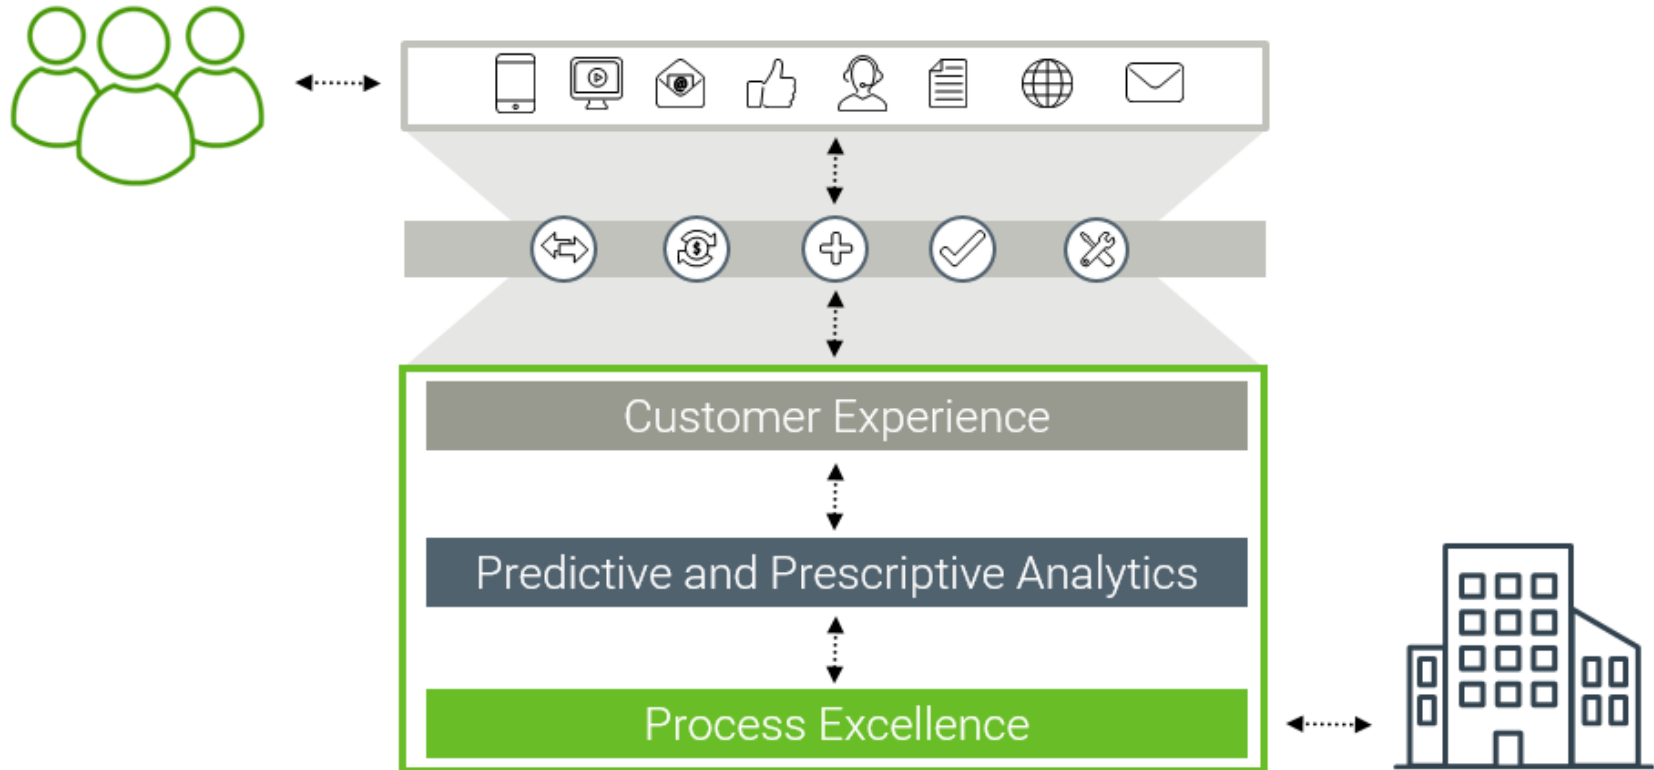 @
$
Customer Experience
Predictive and Prescriptive Analytics
Process Excellence